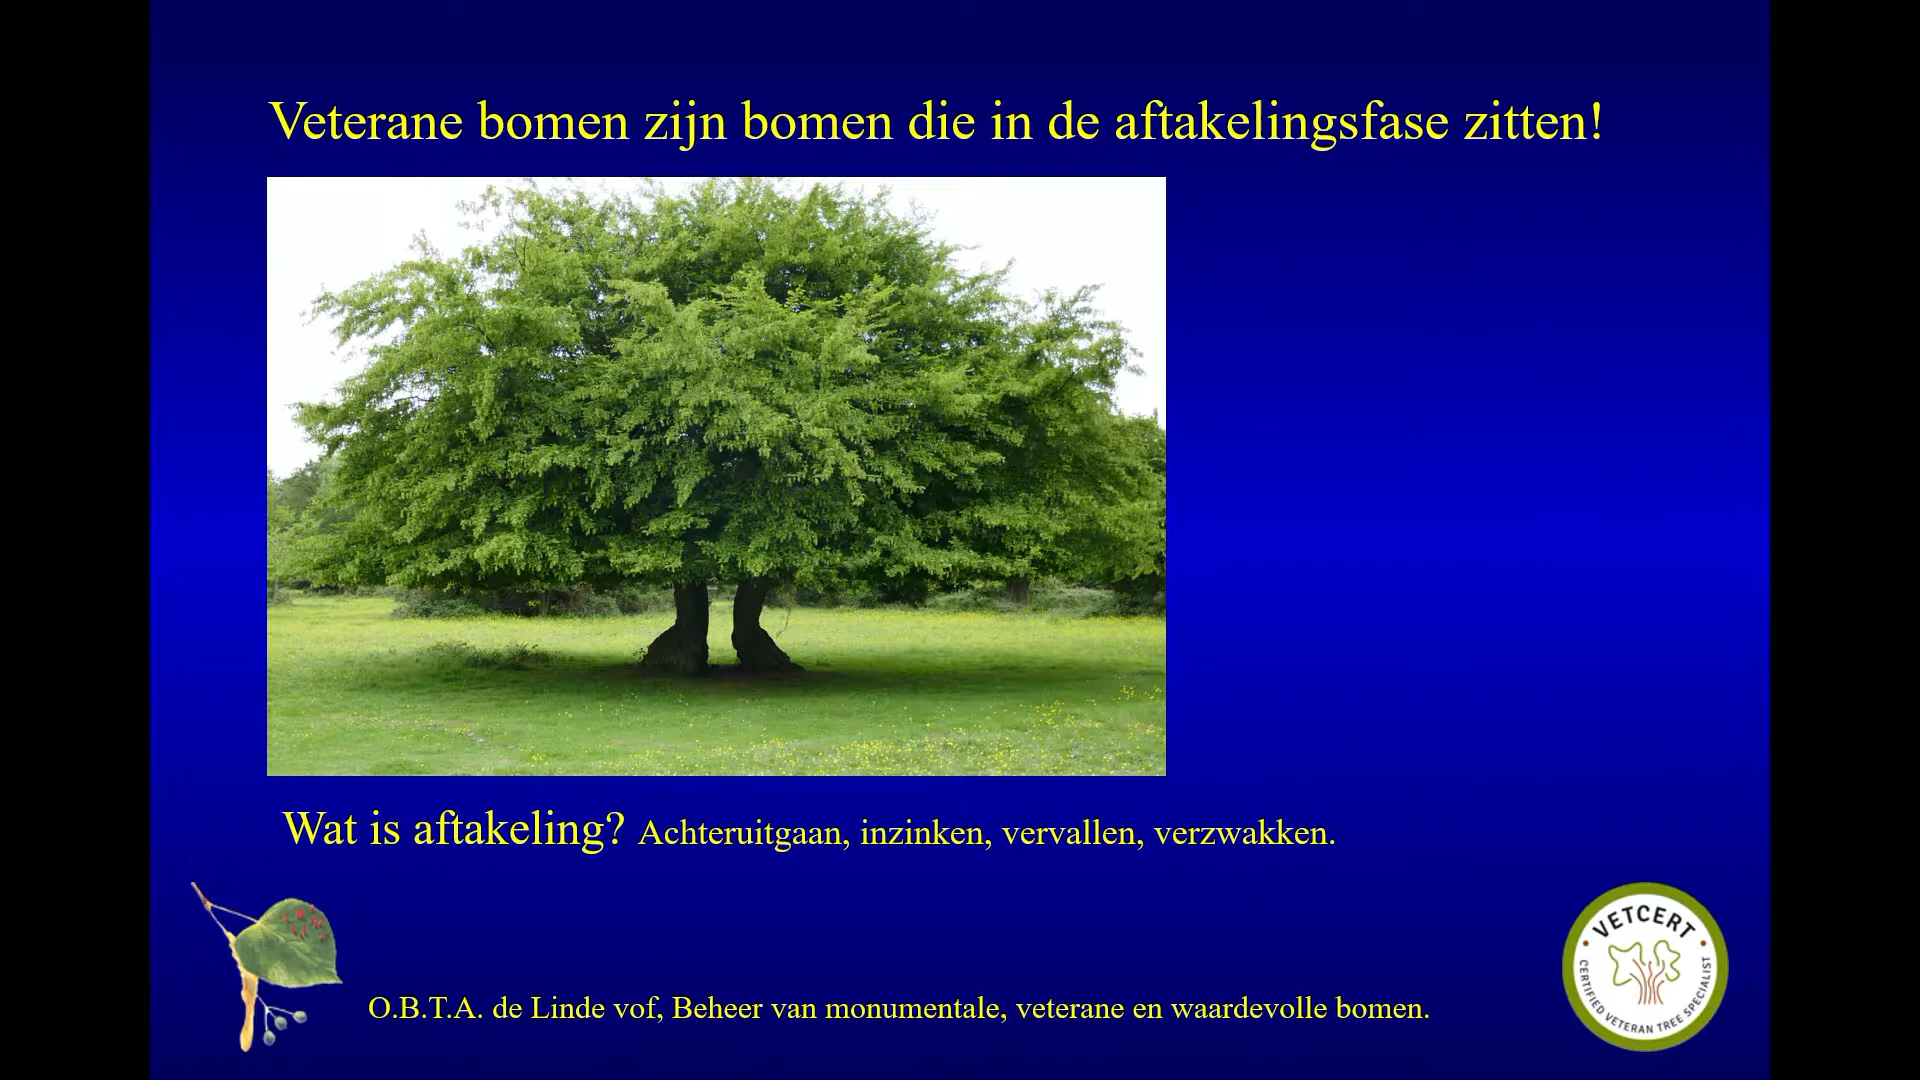 Veterane bomen zijn bomen die in de aftakelingsfase zitten!
Wat is aftakeling? Achteruitgaan, inzinken, vervallen, verzwakken.
O.B.T.A. de Linde vof, Beheer van monumentale, veterane en waardevolle bomen.
VETCERT
CERTIFIED VETERAN TREE SPECIALIST